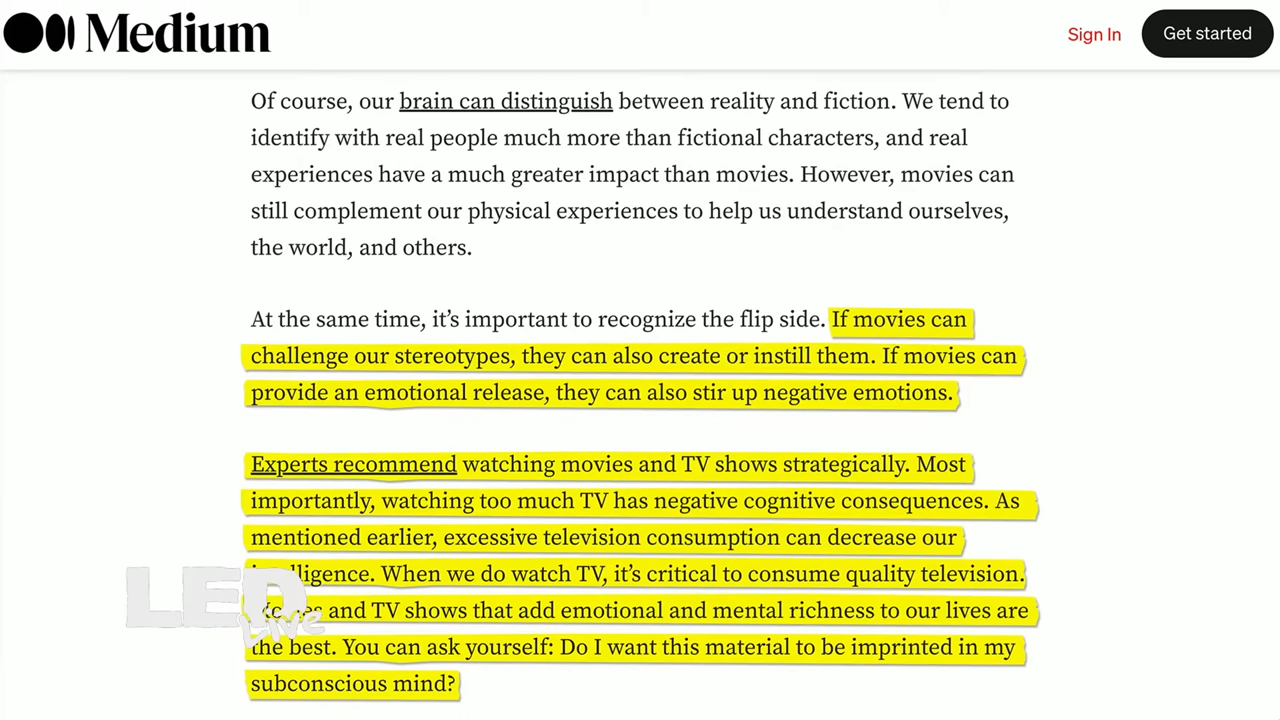 Medium
Sign In
Get started
Of course, our brain can distinguish between reality and fiction. We tend to
identify with real people much more than fictional characters, and real
experiences have a much greater impact than movies. However, movies can
still complement our physical experiences to help us understand ourselves,
the world, and others.
At the same time, it’s important to recognize the flip side. If movies can
challenge our stereotypes, they can also create or instill them. If movies can
provide an emotional release, they can also stir up negative emotions.
Experts recommend watching movies and TV shows strategically. Most
importantly, watching too much TV has negative cognitive consequences. As
mentioned earlier, excessive television consumption can decrease our
intelligence. When we do watch TV, it’s critical to consume quality television.
and TV shows that add emotional and mental richness to our lives are
the best. You can ask yourself: Do I want this material to be imprinted in my
subconscious mind?
LED
LIVE